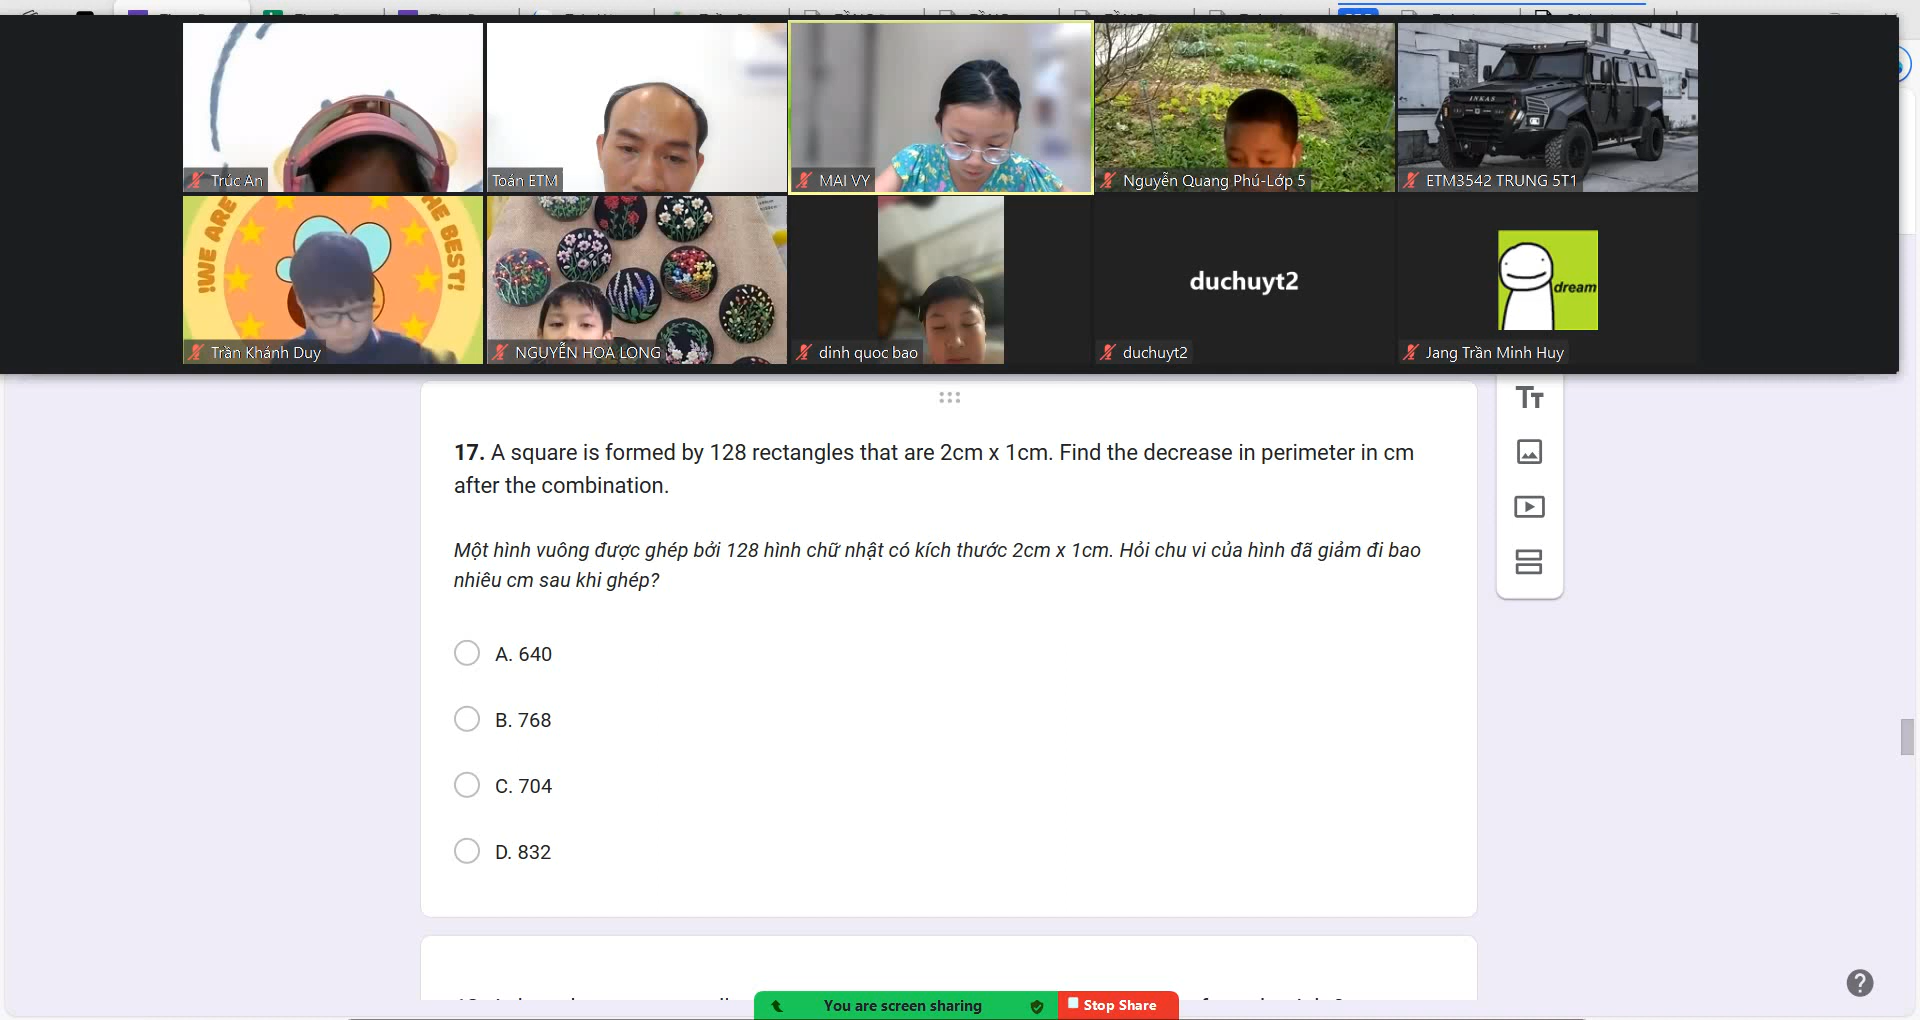 Trúc An
Toán ETM
MAI VY
Nguyễn Quang Phú-Lớp 5
INKAS
ETM3542 TRUNG 5T1
!WE ARE THE BEST!
Trần Khánh Duy
NGUYỄN HOA LONG
dinh quoc bao
duchuyt2
duchuyt2
dream
Jang Trần Minh Huy
17. A square is formed by 128 rectangles that are 2cm x 1cm. Find the decrease in perimeter in cm
after the combination.
Một hình vuông được ghép bởi 128 hình chữ nhật có kích thước 2cm x 1cm. Hỏi chu vi của hình đã giảm đi bao
nhiêu cm sau khi ghép?
A. 640
B. 768
C. 704
D. 832
You are screen sharing
Stop Share